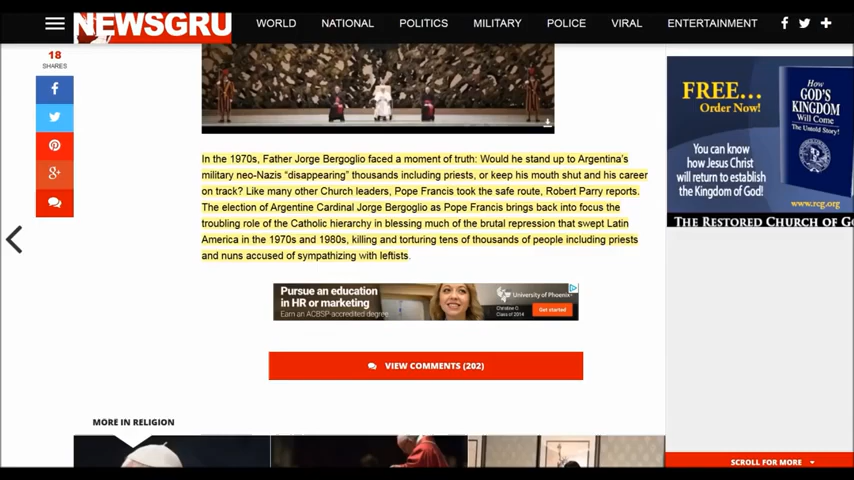 NEWSGRU
WORLD
NATIONAL
POLITICS
MILITARY
POLICE
VIRAL
ENTERTAINMENT
18
SHARES
In the 1970s, Father Jorge Bergoglio faced a moment of truth: Would he stand up to Argentina's
military neo-Nazis "disappearing" thousands including priests, or keep his mouth shut and his career
on track? Like many other Church leaders, Pope Francis took the safe route, Robert Parry reports.
The election of Argentine Cardinal Jorge Bergoglio as Pope Francis brings back into focus the
troubling role of the Catholic hierarchy in blessing much of the brutal repression that swept Latin
America in the 1970s and 1980s, killing and torturing tens of thousands of people including priests
and nuns accused of sympathizing with leftists.
Pursue an education
in HR or marketing
Earn an ACBSP accredited degree
University of Phoenix
Christine O.
Class of 2014
Get started
VIEW COMMENTS (202)
MORE IN RELIGION
FREE...
Order Now!
You can know
how Jesus Christ
will return to establish
the Kingdom of God!
How
GOD'S
KINGDOM
Will Come
The Untold Story!
www.rcg.org
THE RESTORED CHURCH OF GO
SCROLL FOR MORE